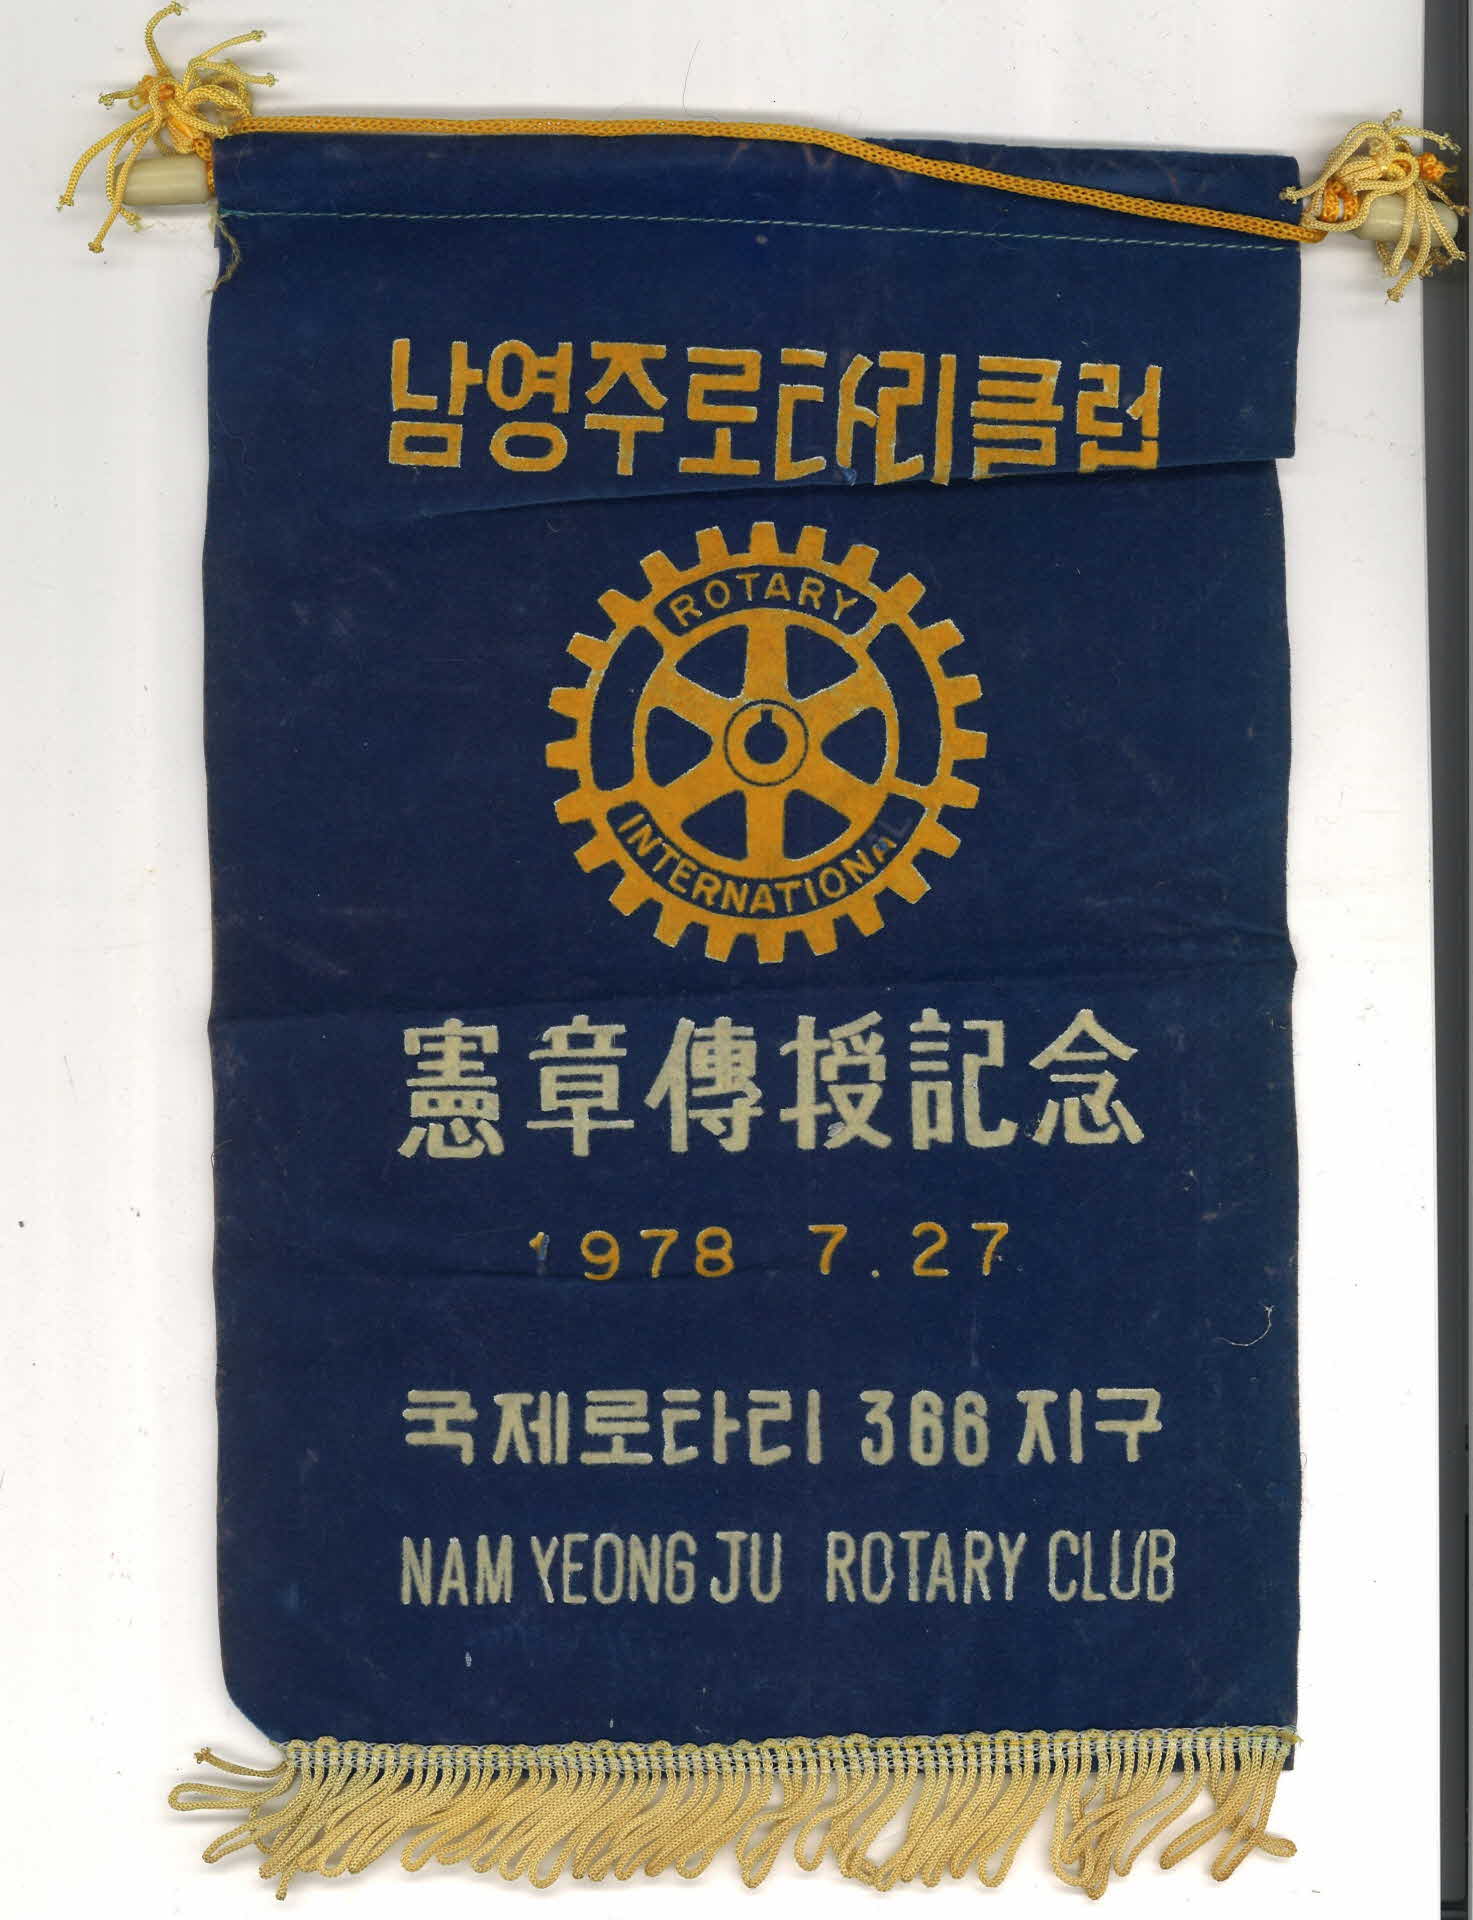 남영주로타리클럽
ROTARY
INTERNATIONAL
憲章傳授記念
1978 7.27
국제로타리 366 지구
NAM YEONG JU ROTARY CLUB